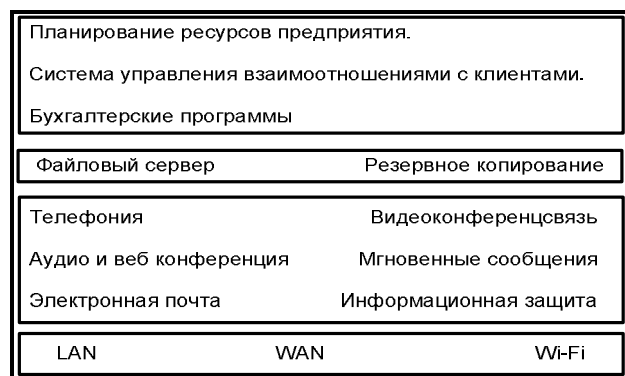 Планирование ресурсов предприятия.
Система управления взаимоотношениями с клиентами.
Бухгалтерские программы
Файловый сервер Резервное копирование
Телефония Видеоконференцсвязь
Аудио и веб конференция Мгновенные сообщения
Электронная почта Информационная защита
LAN WAN Wi-Fi